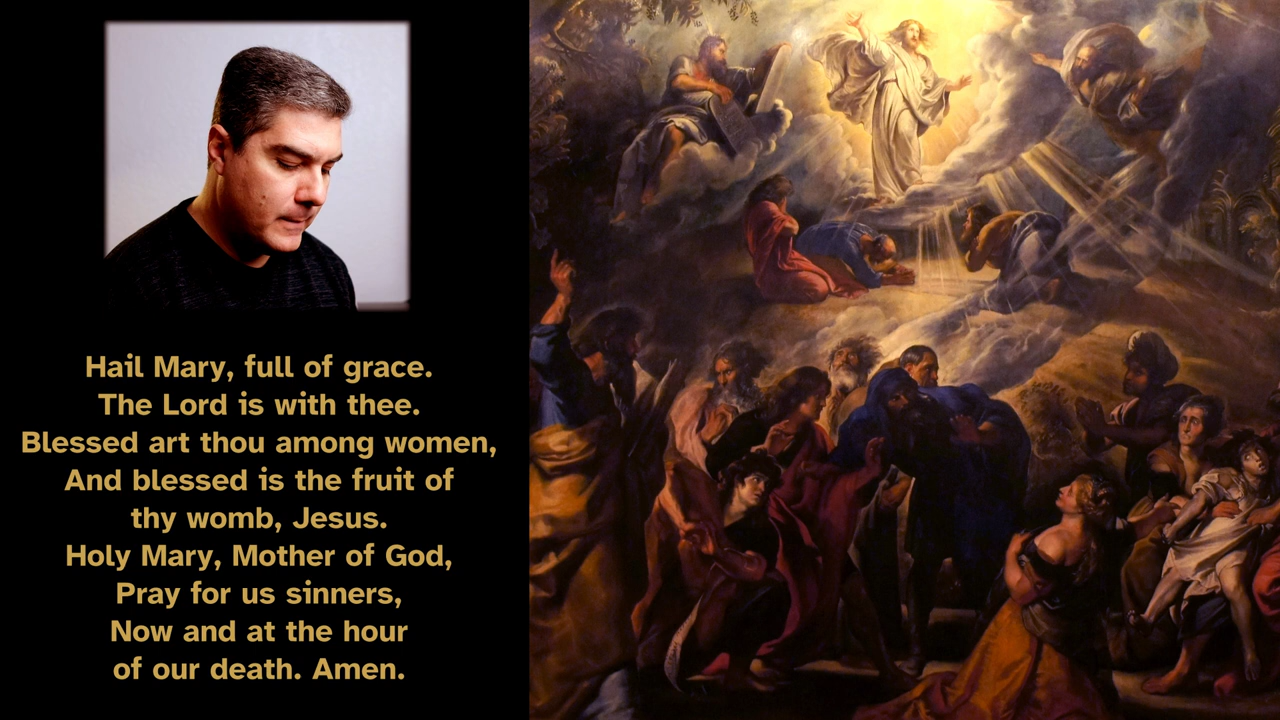 Hail Mary, full of grace.
The Lord is with thee.
Blessed art thou among women,
And blessed is the fruit of
thy womb, Jesus.
Holy Mary, Mother of God,
Pray for us sinners,
Now and at the hour
of our death. Amen.